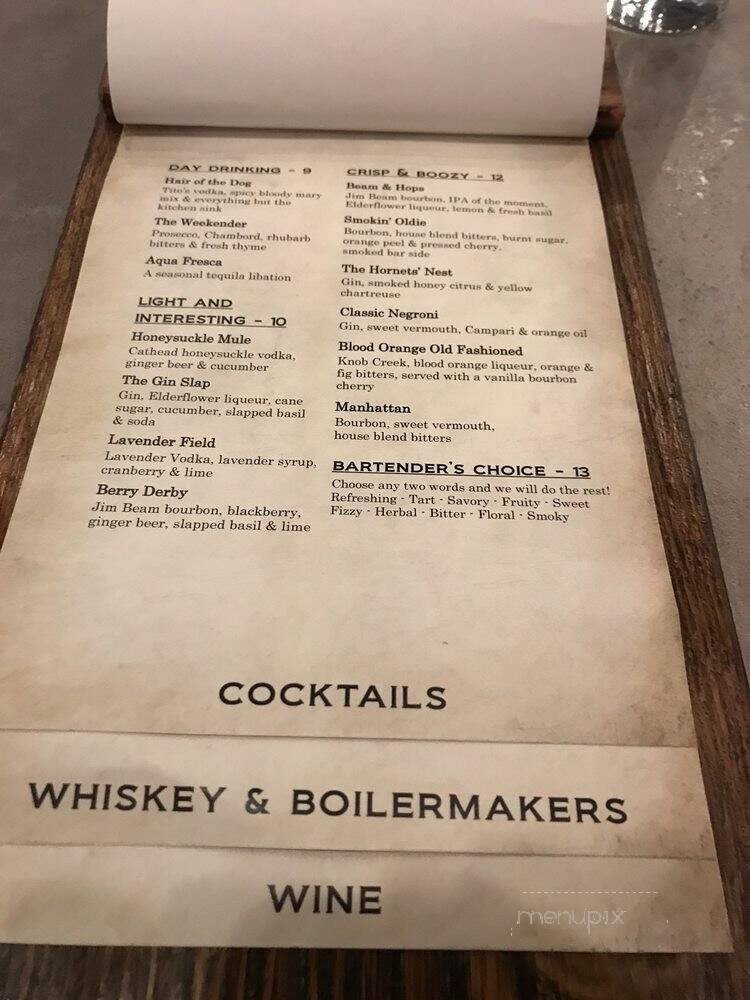 DAY DRINKING - 9
Hair of the Dog
Tito's vodka, spicy bloody mary
mix & everything but the
kitchen sink
The Weekender
Prosecco, Chambord, rhubarb
bitters & fresh thyme
Aqua Fresca
A seasonal tequila libation
LIGHT AND
INTERESTING - 10
Honeysuckle Mule
Cathead honeysuckle vodka,
ginger beer & cucumber
The Gin Slap
Gin, Elderflower liqueur, cane
sugar, cucumber, slapped basil
& soda
Lavender Field
Lavender Vodka, lavender syrup,
cranberry & lime
Berry Derby
Jim Beam bourbon, blackberry,
ginger beer, slapped basil & lime
CRISP & BOOZY - 12
Beam & Hops
Jim Beam bourbon, IPA of the moment,
Elderflower liqueur, lemon & fresh basil
Smokin' Oldie
Bourbon, house blend bitters, burnt sugar,
orange peel & pressed cherry,
smoked bar side
The Hornets' Nest
Gin, smoked honey citrus & yellow
chartreuse
Classic Negroni
Gin, sweet vermouth, Campari & orange oil
Blood Orange Old Fashioned
Knob Creek, blood orange liqueur, orange &
fig bitters, served with a vanilla bourbon
cherry
Manhattan
Bourbon, sweet vermouth,
house blend bitters
BARTENDER'S CHOICE - 13
Choose any two words and we will do the rest!
Refreshing - Tart - Savory - Fruity - Sweet
Fizzy - Herbal - Bitter - Floral - Smoky
COCKTAILS
WHISKEY & BOILERMAKERS
WINE
menupix